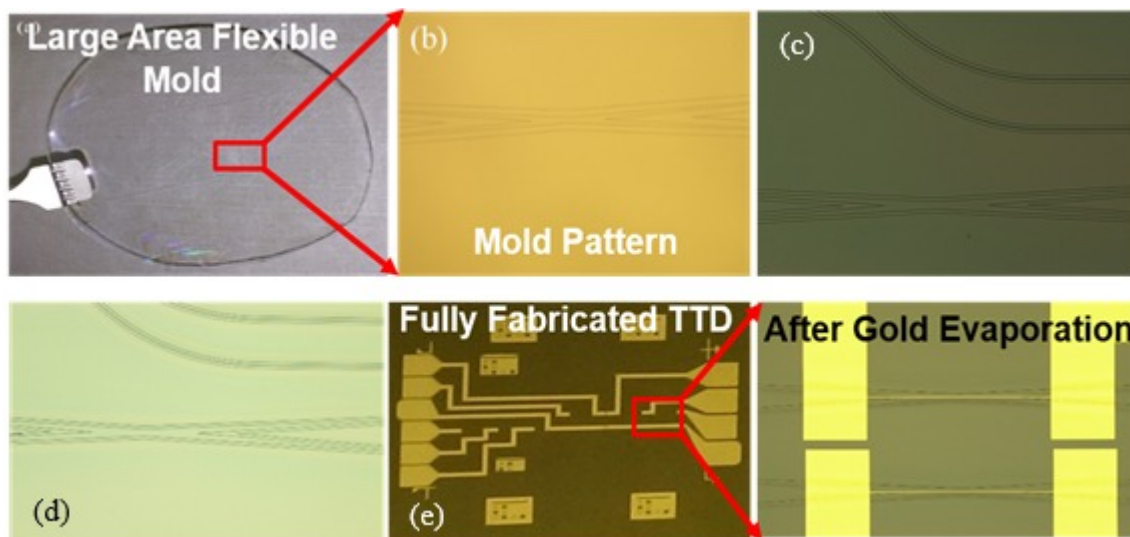 (a)
Large Area Flexible
Mold
(b)
Mold Pattern
(c)
(d)
Fully Fabricated TTD
(e)
After Gold Evaporation